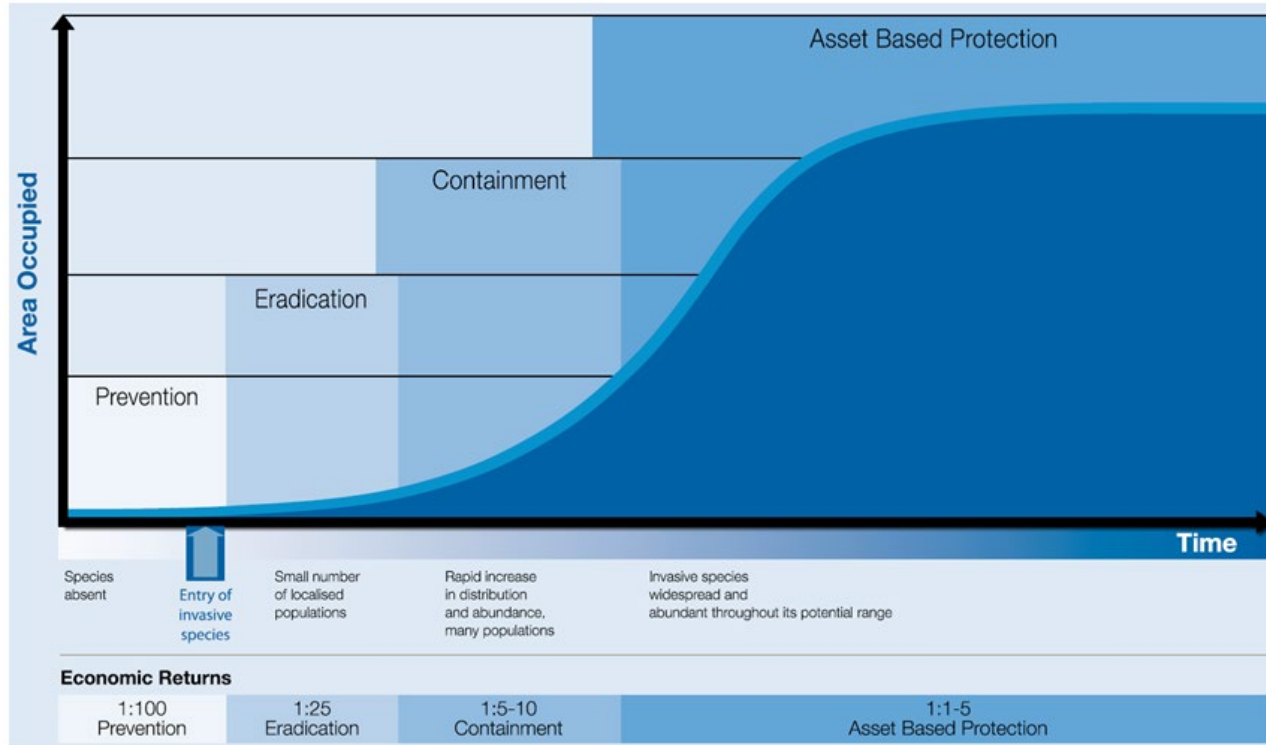 Area Occupied
Asset Based Protection
Containment
Eradication
Prevention
Time
Species
absent
Entry of
invasive
species
Small number
of localised
populations
Rapid increase
in distribution
and abundance,
many populations
Invasive species
widespread and
abundant throughout its potential range
Economic Returns
1:100
Prevention
1:25
Eradication
1:5-10
Containment
1:1-5
Asset Based Protection